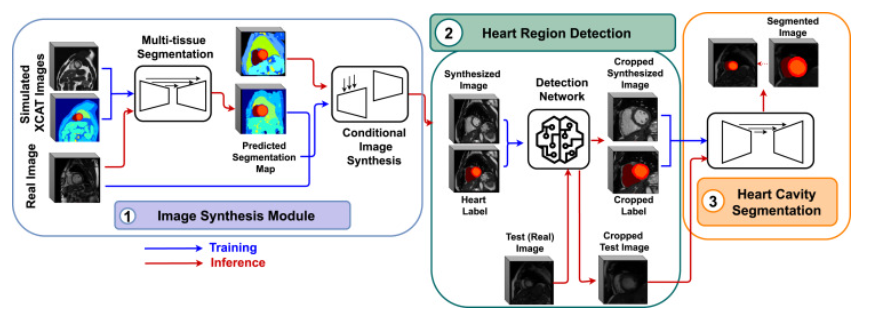 Simulated
XCAT Images
Real Image
Multi-tissue
Segmentation
Predicted
Segmentation
Map
Conditional
Image
Synthesis
1 Image Synthesis Module
Training
Inference
2 Heart Region Detection
Synthesized
Image
Heart
Label
Detection
Network
Cropped
Synthesized
Image
Cropped
Label
Test (Real)
Image
Cropped
Test Image
Segmented
Image
3 Heart Cavity
Segmentation